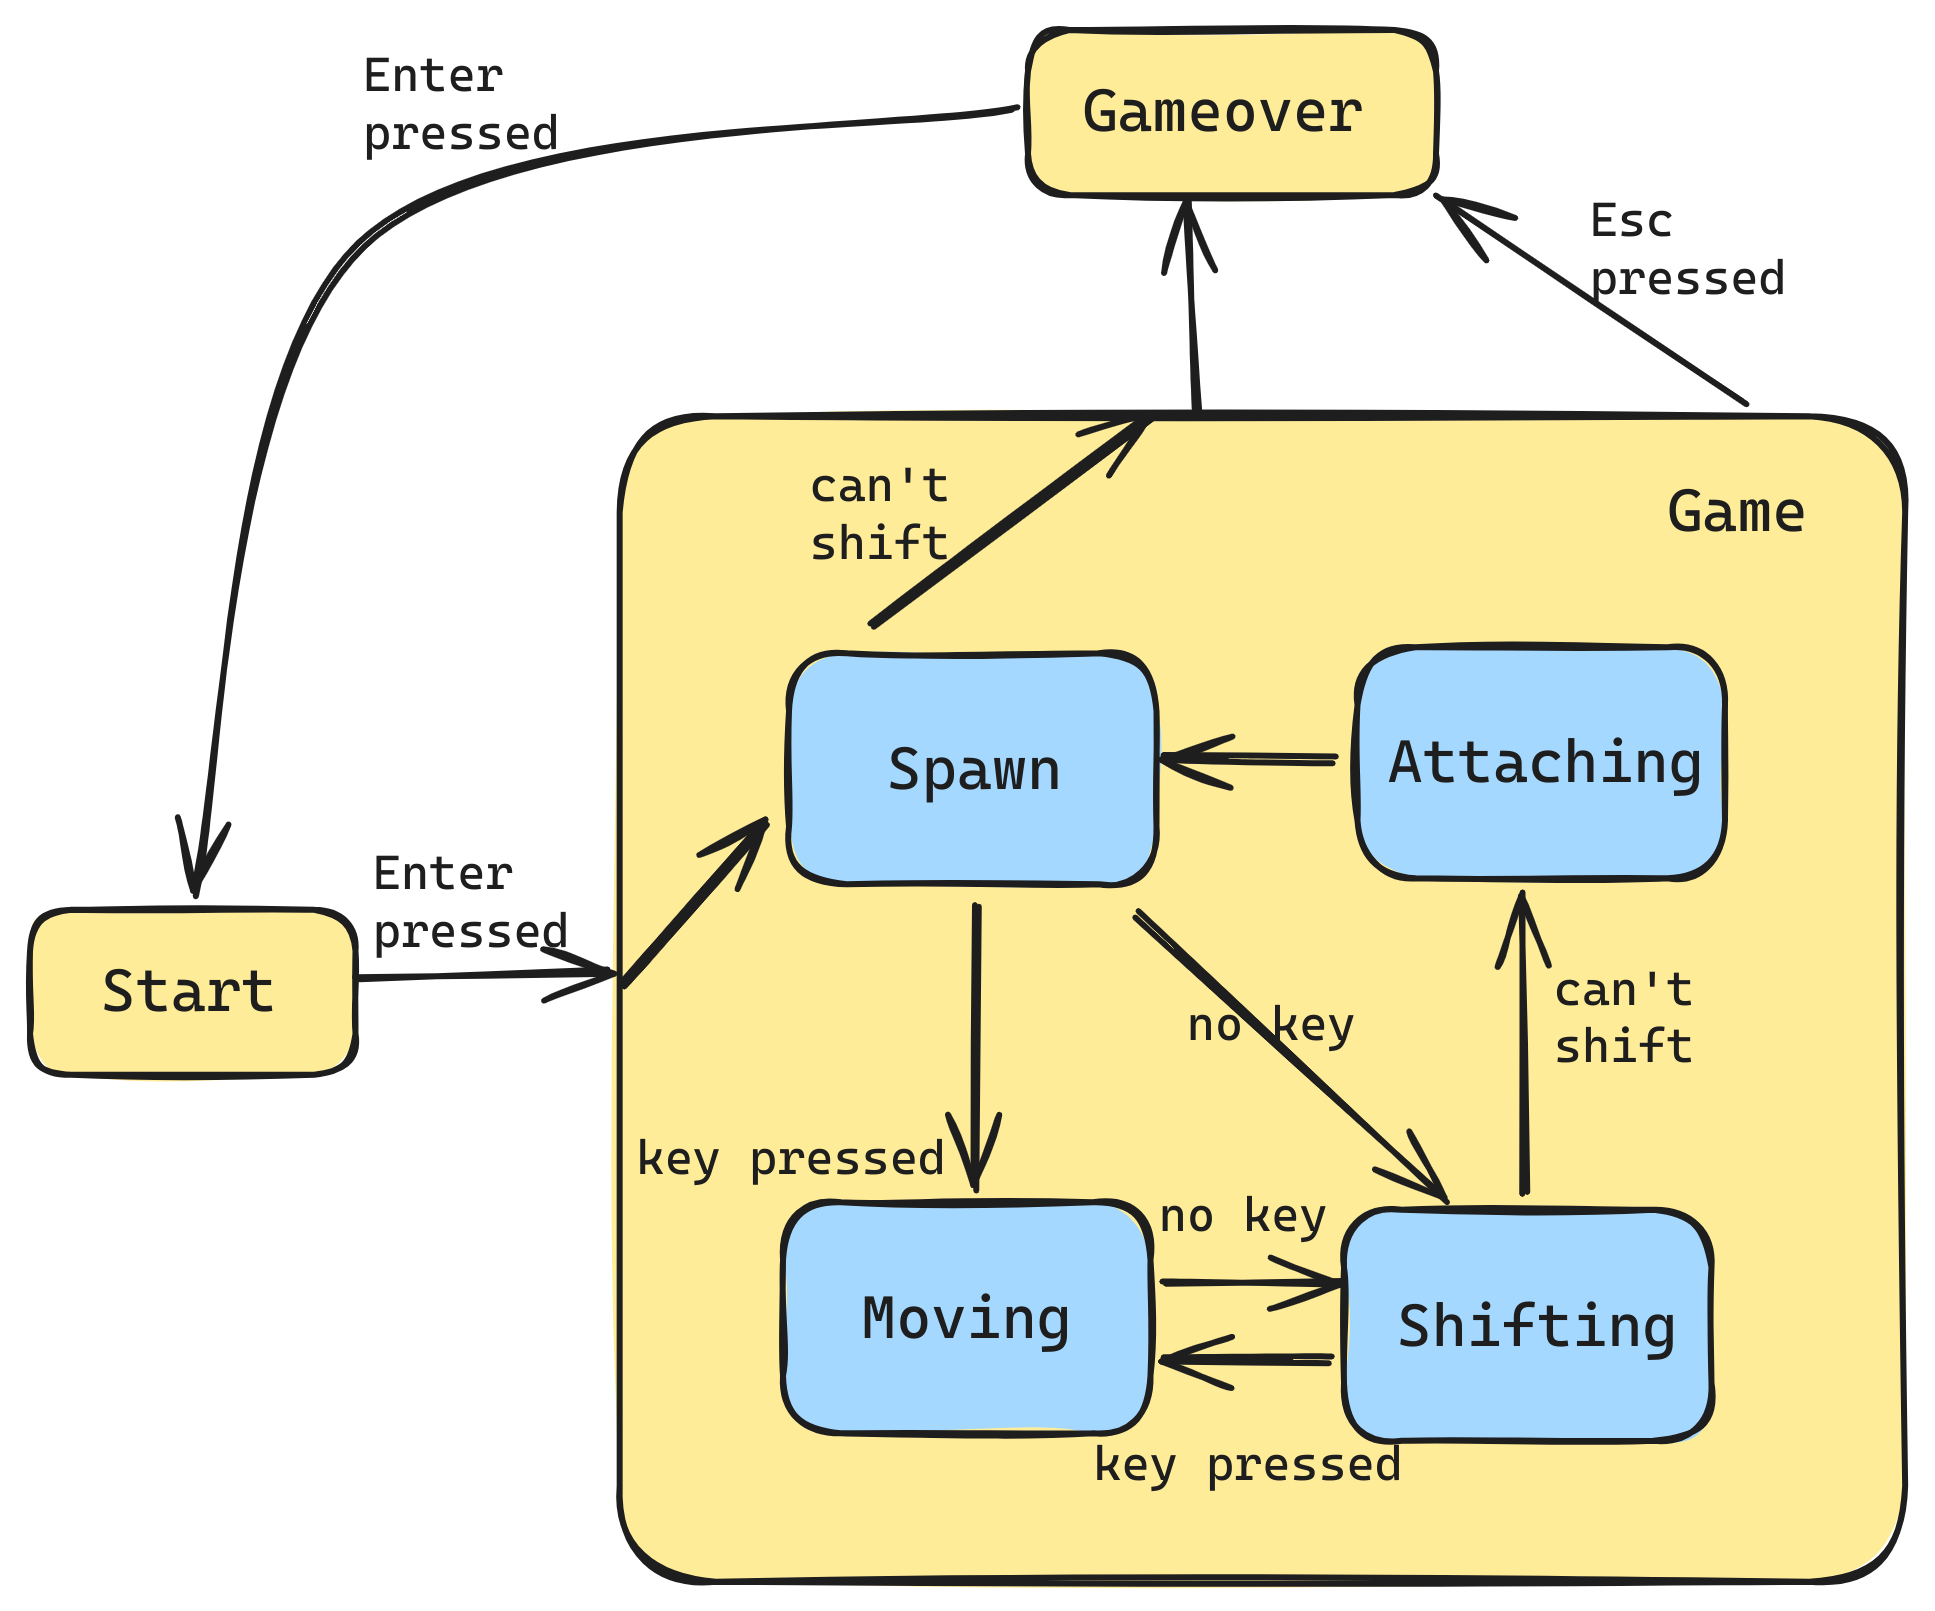 Enter
pressed
Gameover
Esc
pressed
can't
shift
Game
Spawn
Attaching
Enter
pressed
Start
no key
can't
shift
key pressed
no key
Moving
Shifting
key pressed